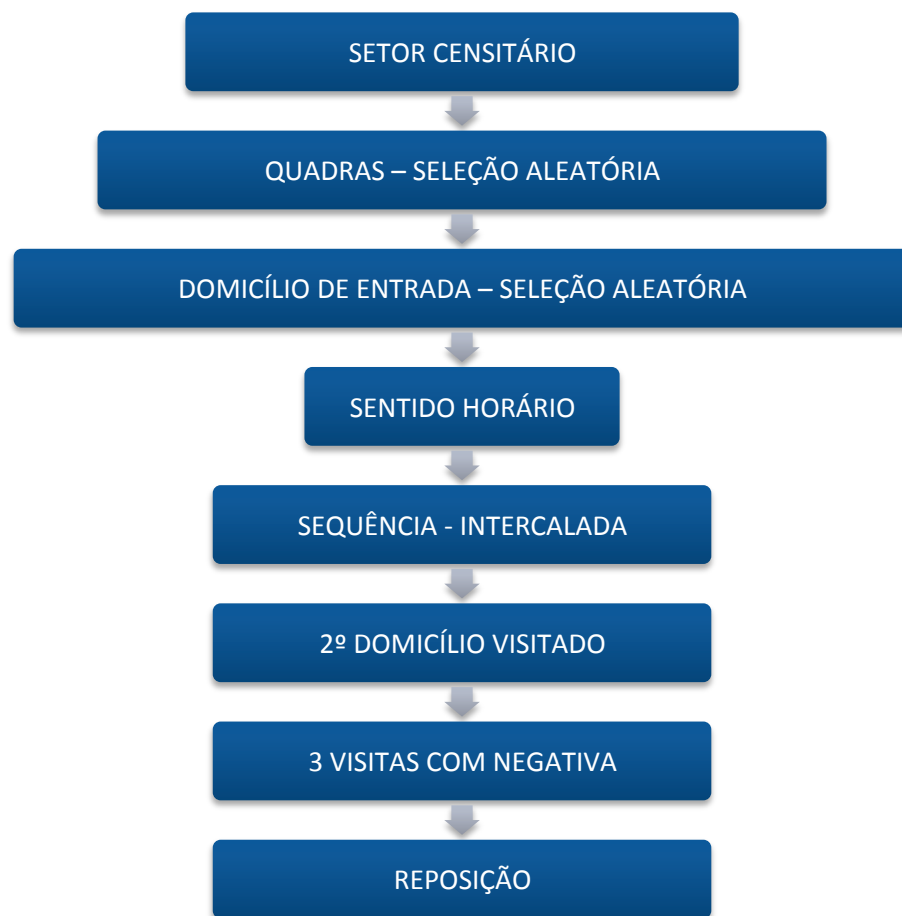 SETOR CENSITÁRIO
QUADRAS – SELEÇÃO ALEATÓRIA
DOMICÍLIO DE ENTRADA – SELEÇÃO ALEATÓRIA
SENTIDO HORÁRIO
SEQUÊNCIA - INTERCALADA
2º DOMICÍLIO VISITADO
3 VISITAS COM NEGATIVA
REPOSIÇÃO